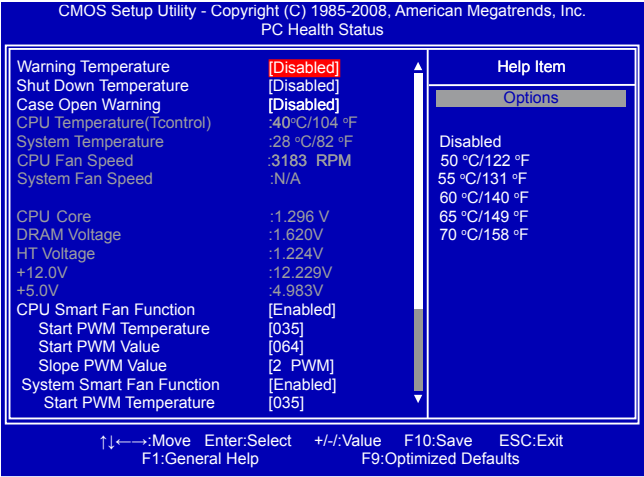 CMOS Setup Utility - Copyright (C) 1985-2008, American Megatrends, Inc.
PC Health Status
Warning Temperature [Disabled]
Shut Down Temperature [Disabled]
Case Open Warning [Disabled]
CPU Temperature(Tcontrol) :40°C/104 °F
System Temperature :28 °C/82 °F
CPU Fan Speed :3183 RPM
System Fan Speed :N/A
CPU Core :1.296 V
DRAM Voltage :1.620V
HT Voltage :1.224V
+12.0V :12.229V
+5.0V :4.983V
CPU Smart Fan Function [Enabled]
Start PWM Temperature [035]
Start PWM Value [064]
Slope PWM Value [2 PWM]
System Smart Fan Function [Enabled]
Start PWM Temperature [035]
Help Item
Options
Disabled
50 °C/122 °F
55 °C/131 °F
60 °C/140 °F
65 °C/149 °F
70 °C/158 °F
↑↓←→:Move Enter:Select +/-/:Value F10:Save ESC:Exit
F1:General Help F9:Optimized Defaults